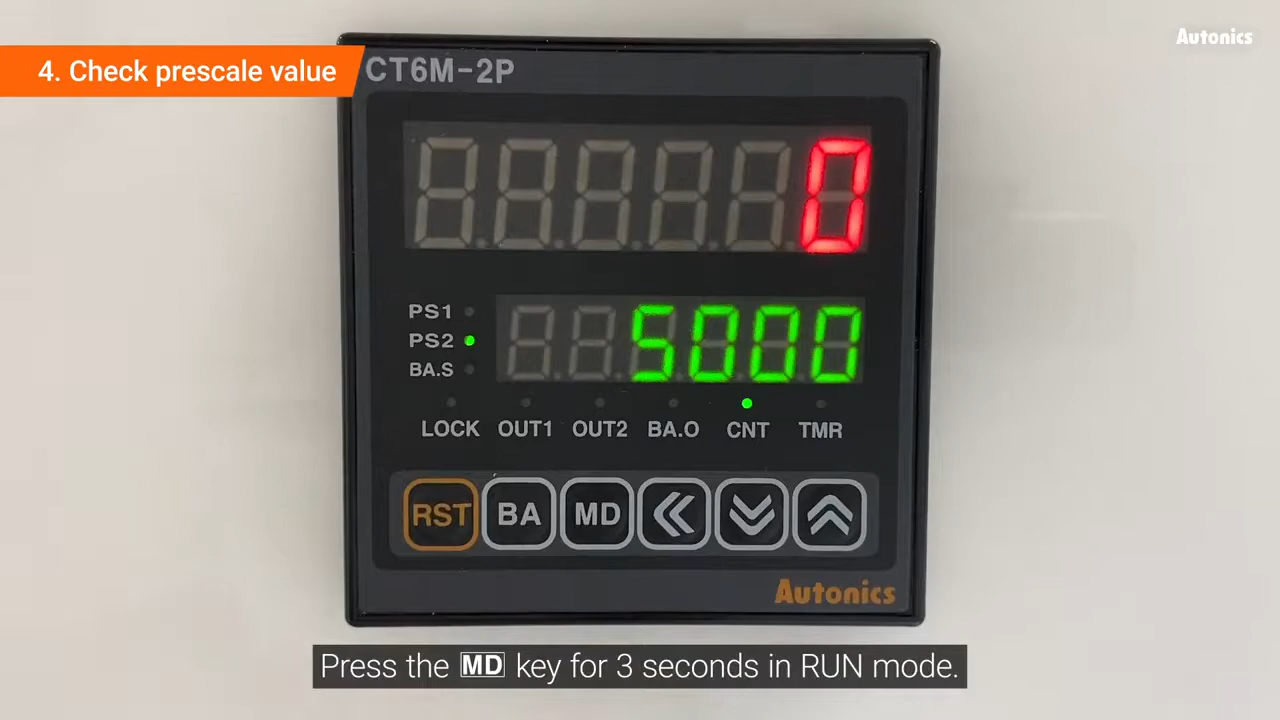 4. Check prescale value
Autonics
CT6M-2P
0
PS1
PS2
BA.S
5000
LOCK OUT1 OUT2 BA.O CNT TMR
RST BA MD
Autonics
Press the MD key for 3 seconds in RUN mode.